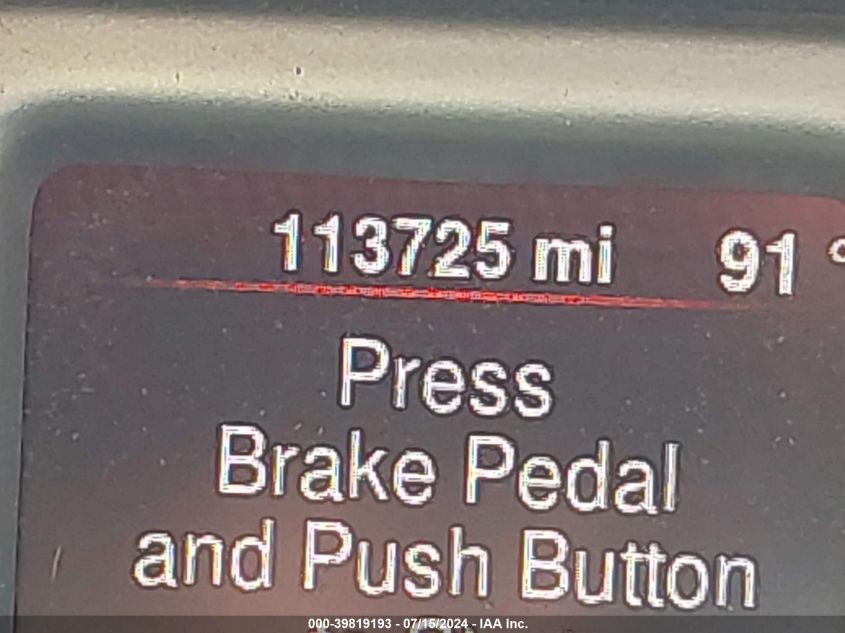 113725 mi 91 °
Press
Brake Pedal
and Push Button
000-39819193 - 07/15/2024 - IAA Inc.